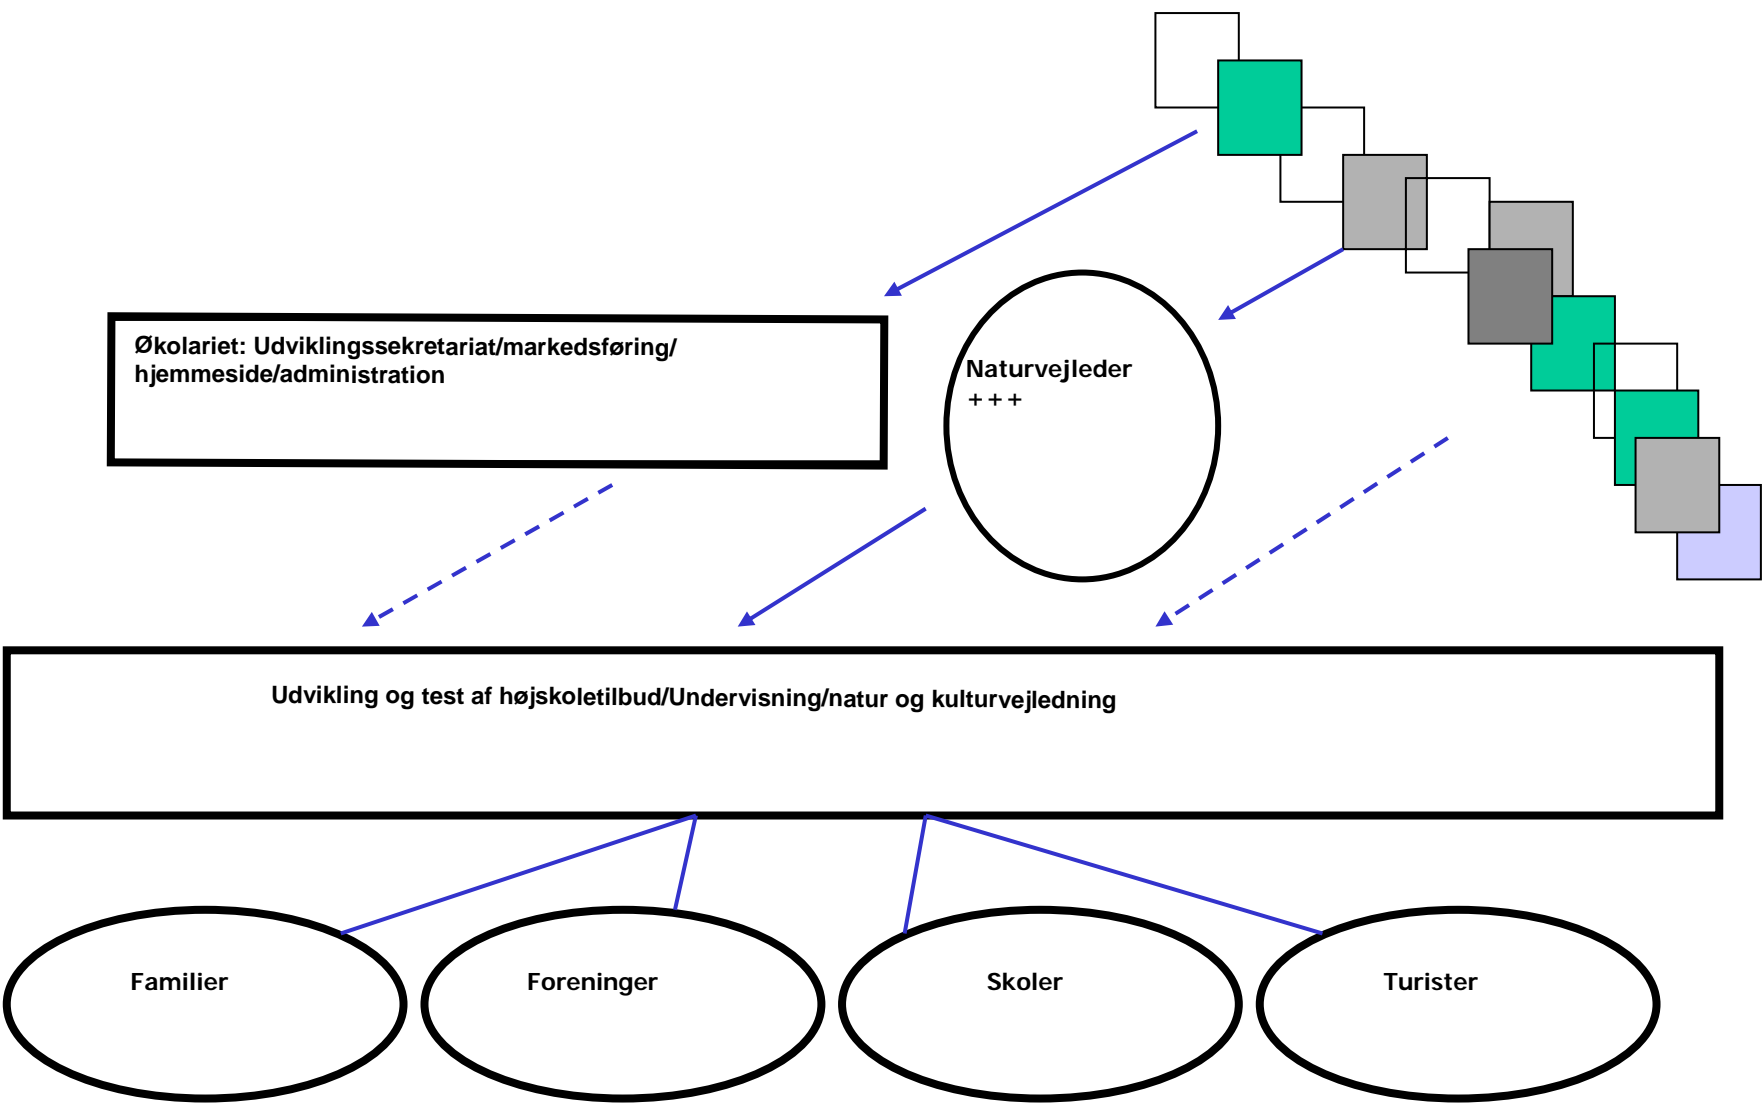 Økolariet: Udviklingssekretariat/markedsføring/
hjemmeside/administration
Naturvejleder
+++
Udvikling og test af højskoletilbud/Undervisning/natur og kulturvejledning
Familier
Foreninger
Skoler
Turister